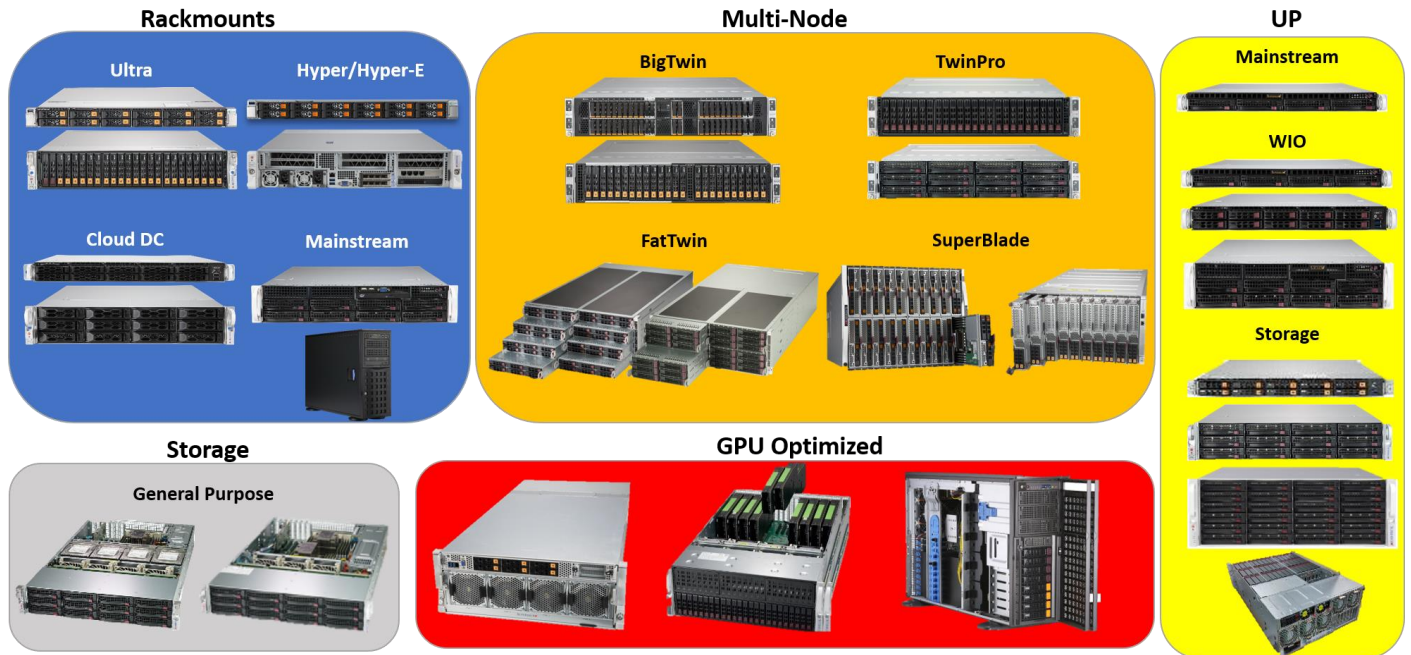 Rackmounts
Ultra
Hyper/Hyper-E
Cloud DC
Mainstream
Multi-Node
BigTwin
TwinPro
FatTwin
SuperBlade
UP
Mainstream
WIO
Storage
Storage
General Purpose
GPU Optimized